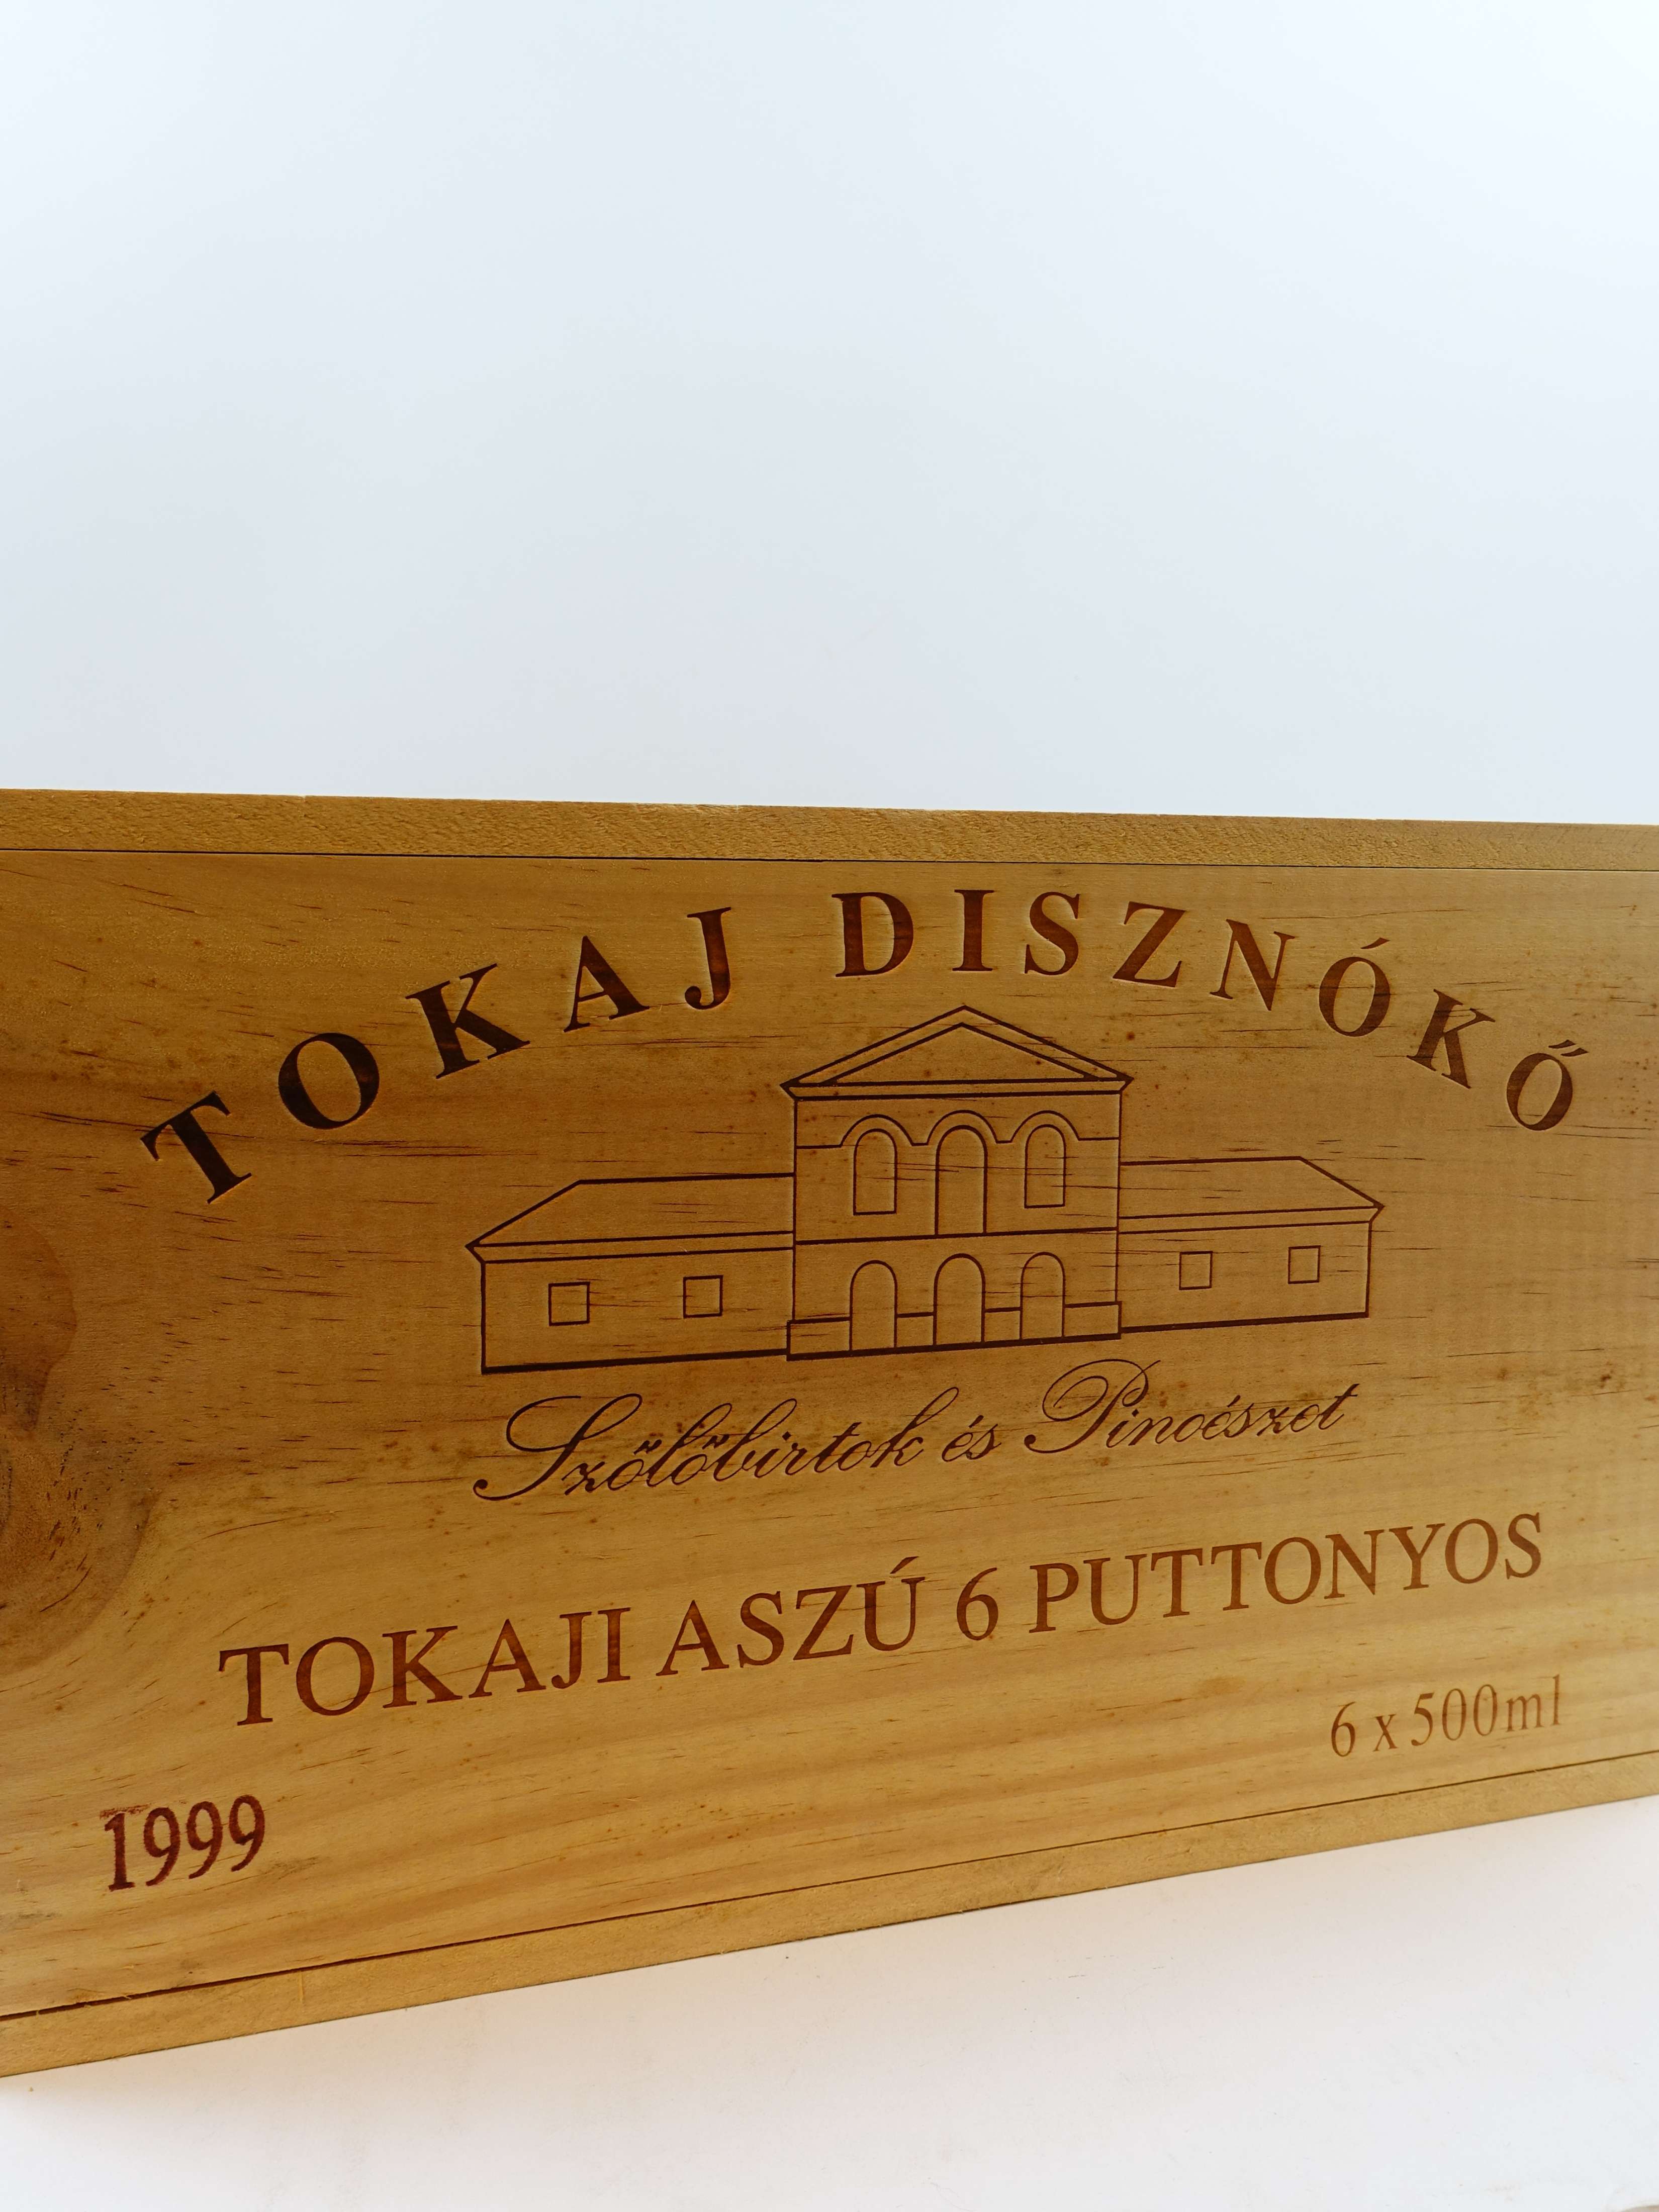 TOKAJ DISZNÓKŐ
Szőlőbirtok és Pincészet
TOKAJI ASZÚ 6 PUTTONYOS
6 x 500ml
1999